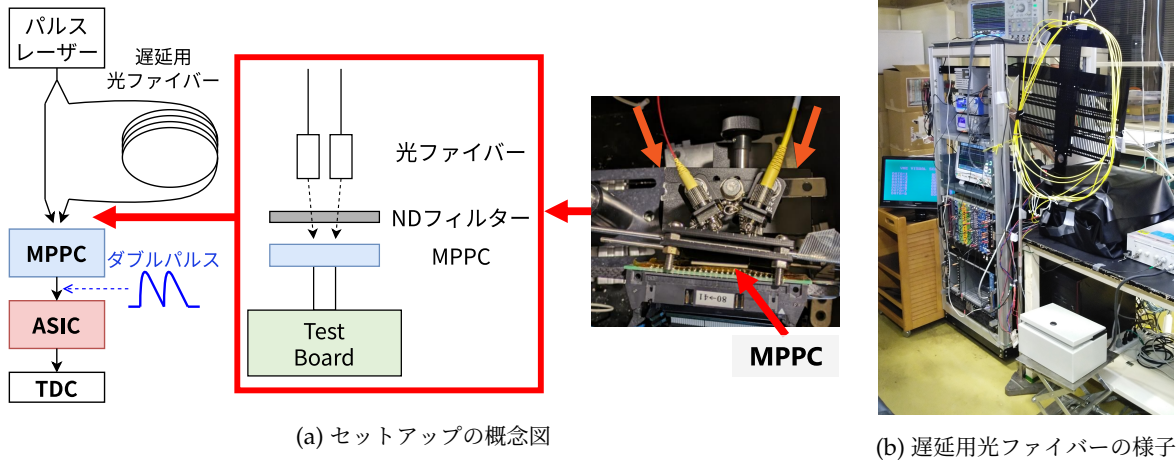 パルス
レーザー
遅延用
光ファイバー
光ファイバー
NDフィルター
MPPC
MPPC
ダブルパルス
ASIC
Test
Board
TDC
80→41
MPPC
(a) セットアップの概念図
(b) 遅延用光ファイバーの様子